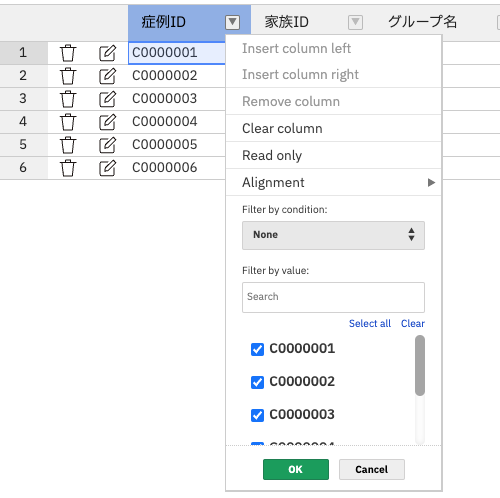 症例ID 家族ID グループ名
1 C0000001
2 C0000002
3 C0000003
4 C0000004
5 C0000005
6 C0000006
Insert column left
Insert column right
Remove column
Clear column
Read only
Alignment
Filter by condition:
None
Filter by value:
Search
Select all Clear
C0000001
C0000002
C0000003
OK Cancel